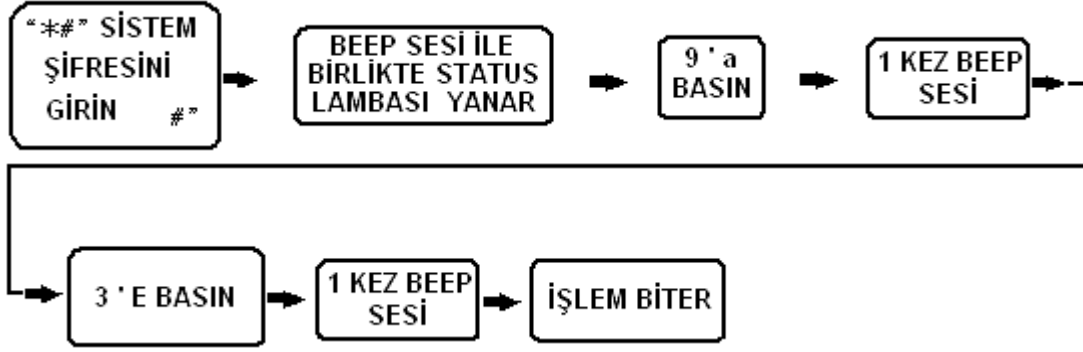 “*#” SİSTEM
ŞİFRESİNİ
GİRİN #”
BEEP SESİ İLE
BİRLİKTE STATUS
LAMBASI YANAR
9 ' a
BASIN
1 KEZ BEEP
SESİ
3 ' E BASIN
1 KEZ BEEP
SESİ
İŞLEM BİTER